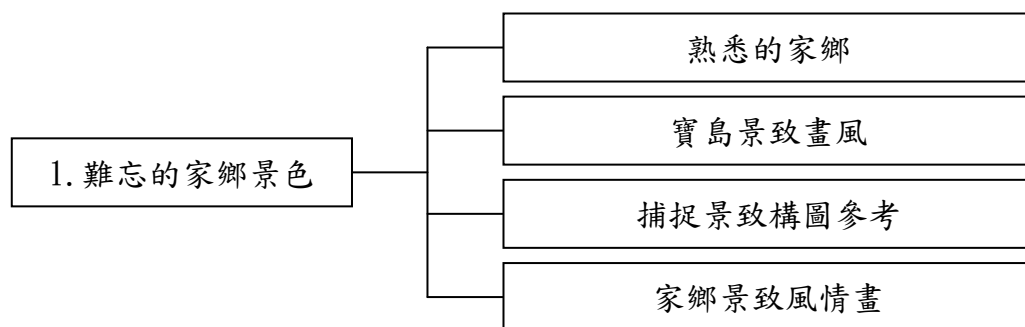 1.難忘的家鄉景色
熟悉的家鄉
寶島景致畫風
捕捉景致構圖參考
家鄉景致風情畫